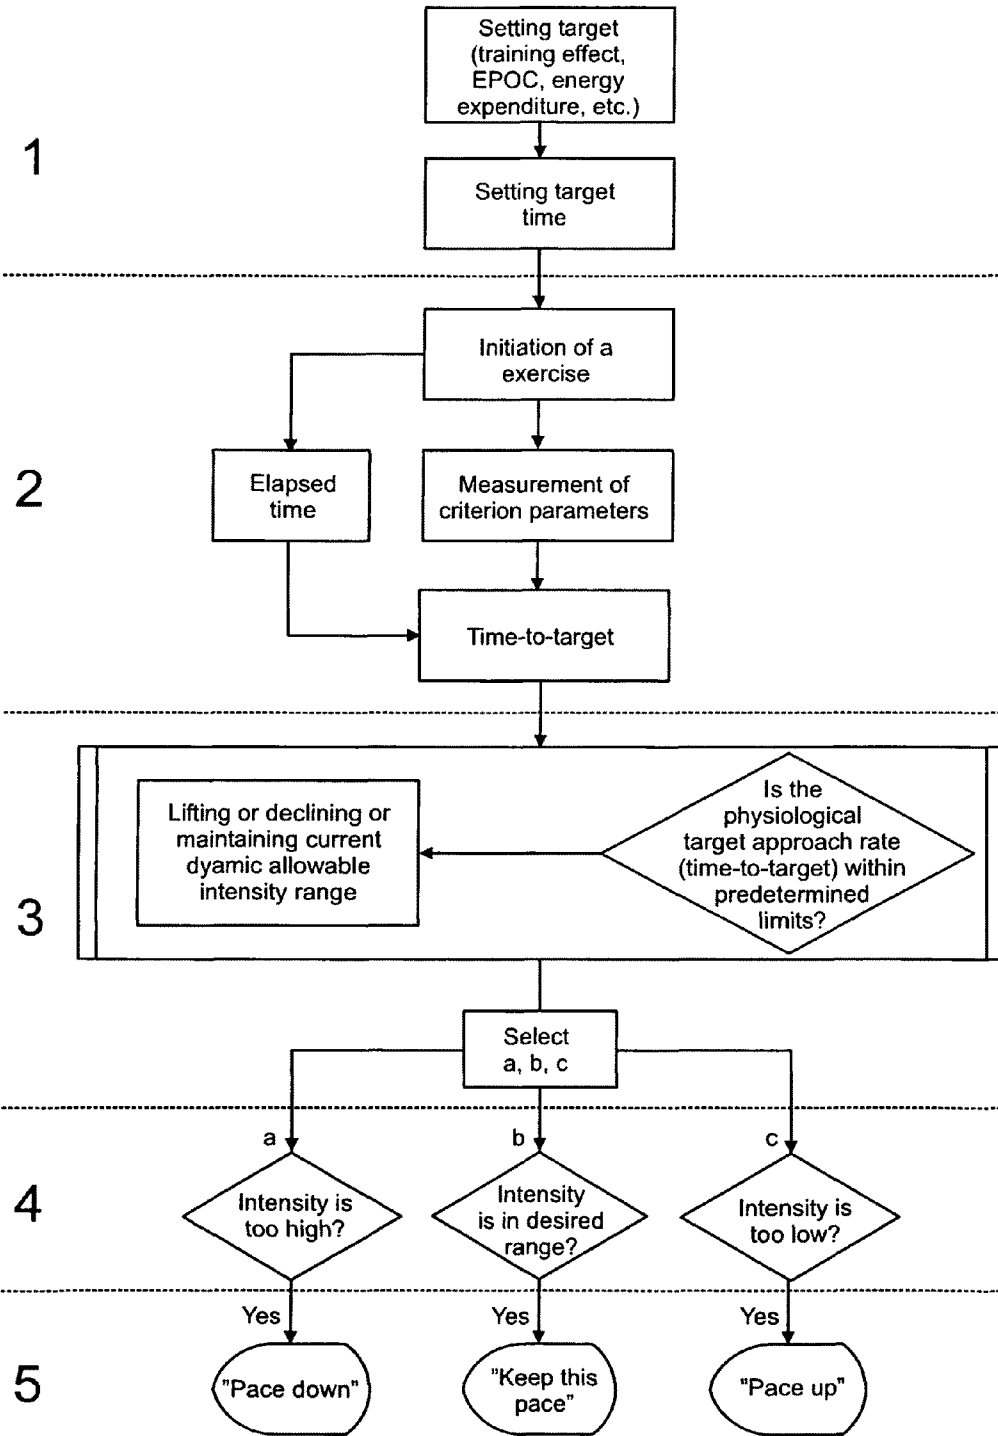 Setting target
(training effect,
EPOC, energy
expenditure, etc.)
1
Setting target
time
Initiation of a
exercise
2
Elapsed
time
Measurement of
criterion parameters
Time-to-target
3
Lifting or declining or
maintaining current
dyamic allowable
intensity range
Is the
physiological
target approach rate
(time-to-target) within
predetermined
limits?
Select
a, b, c
4
a
b
c
Intensity is
too high?
Intensity
is in desired
range?
Intensity is
too low?
Yes
Yes
Yes
5
"Pace down"
"Keep this
pace"
"Pace up"